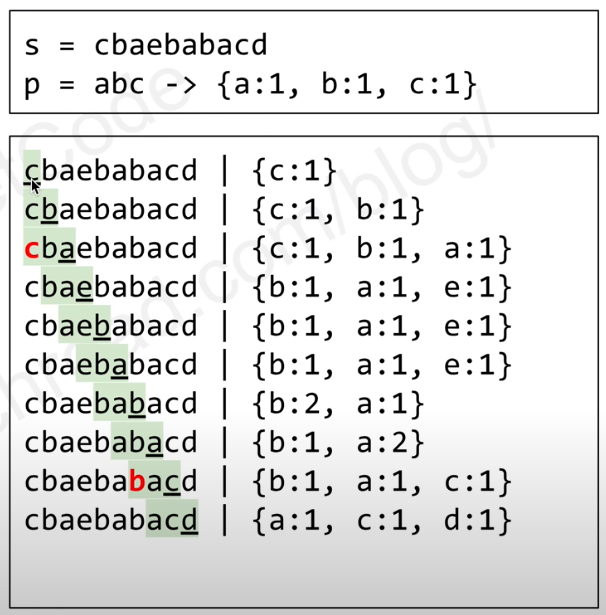 s = cbaebabacd
p = abc -> {a:1, b:1, c:1}
cbaebabacd | {c:1}
cbaebabacd | {c:1, b:1}
cbaebabacd | {c:1, b:1, a:1}
cbaebabacd | {b:1, a:1, e:1}
cbaebabacd | {b:1, a:1, e:1}
cbaebabacd | {b:1, a:1, e:1}
cbaebabacd | {b:2, a:1}
cbaebabacd | {b:1, a:2}
cbaebabacd | {b:1, a:1, c:1}
cbaebabacd | {a:1, c:1, d:1}